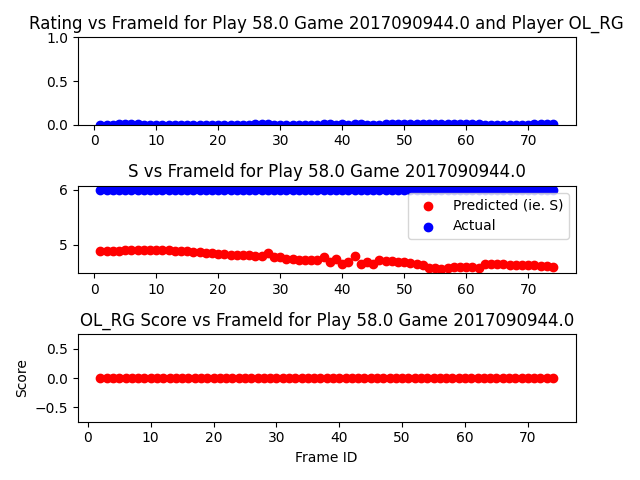 Rating vs FrameId for Play 58.0 Game 2017090944.0 and Player OL_RG
1.0
0.5
0.0
0 10 20 30 40 50 60 70
S vs FrameId for Play 58.0 Game 2017090944.0
6
5
Predicted (ie. S)
Actual
0 10 20 30 40 50 60 70
OL_RG Score vs FrameId for Play 58.0 Game 2017090944.0
Score
0.5
0.0
−0.5
0 10 20 30 40 50 60 70
Frame ID